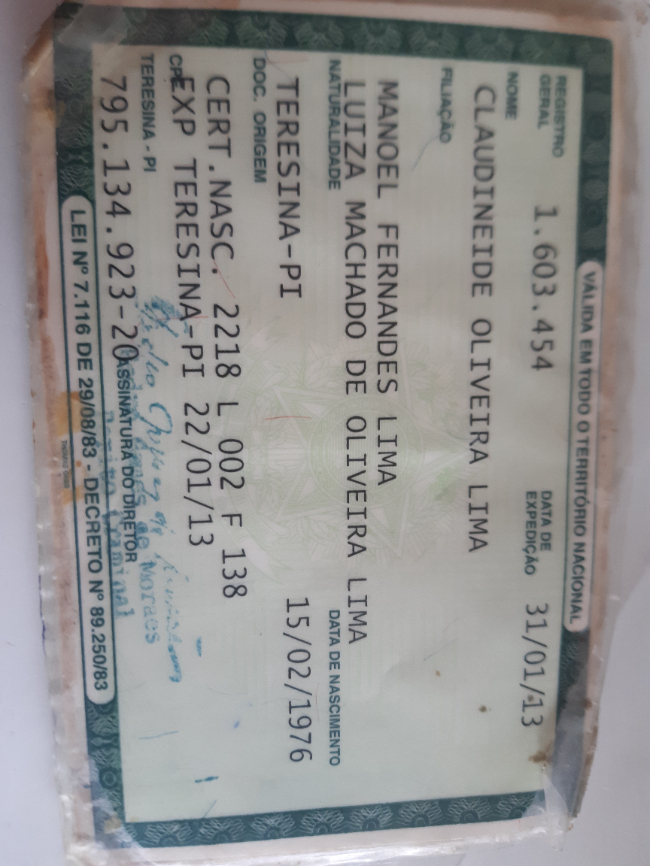 VÁLIDA EM TODO O TERRITÓRIO NACIONAL
REGISTRO GERAL 1.603.454 DATA DE EXPEDIÇÃO 31/01/13
NOME
CLAUDINEIDE OLIVEIRA LIMA
FILIAÇÃO
MANOEL FERNANDES LIMA
LUIZA MACHADO DE OLIVEIRA LIMA
NATURALIDADE DATA DE NASCIMENTO
TERESINA-PI 15/02/1976
DOC. ORIGEM
CERT.NASC. 2218 L 002 F 138
EXP TERESINA-PI 22/01/13
CPF
TERESINA - PI
795.134.923-20
ASSINATURA DO DIRETOR
de Moraes
Criminal
LEI Nº 7.116 DE 29/08/83 - DECRETO Nº 89.250/83